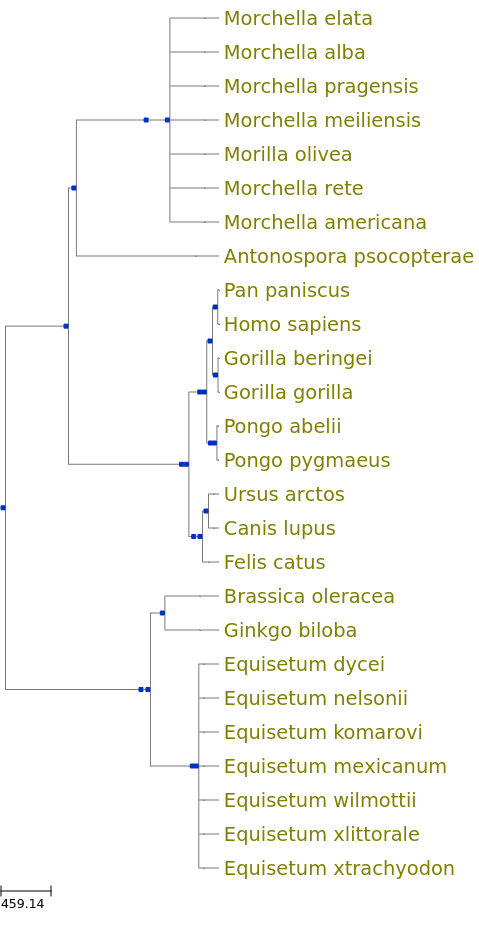 Morchella elata
Morchella alba
Morchella pragensis
Morchella meiliensis
Morilla olivea
Morchella rete
Morchella americana
Antonospora psocopterae
Pan paniscus
Homo sapiens
Gorilla beringei
Gorilla gorilla
Pongo abelii
Pongo pygmaeus
Ursus arctos
Canis lupus
Felis catus
Brassica oleracea
Ginkgo biloba
Equisetum dycei
Equisetum nelsonii
Equisetum komarovi
Equisetum mexicanum
Equisetum wilmottii
Equisetum xlittorale
Equisetum xtrachyodon
459.14